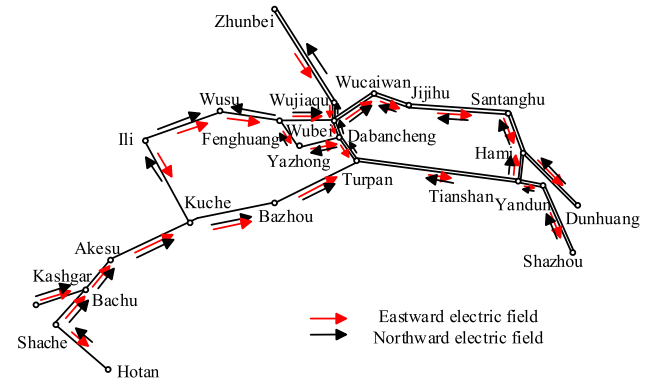 Zhunbei
Wucaiwan
Wusu
Wujiaqu
Jijihu
Santanghu
Ili
Fenghuang
Wubei
Dabancheng
Yazhong
Hami
Turpan
Tianshan
Yandun
Kuche
Bazhou
Dunhuang
Akesu
Shazhou
Kashgar
Bachu
Eastward electric field
Northward electric field
Shache
Hotan